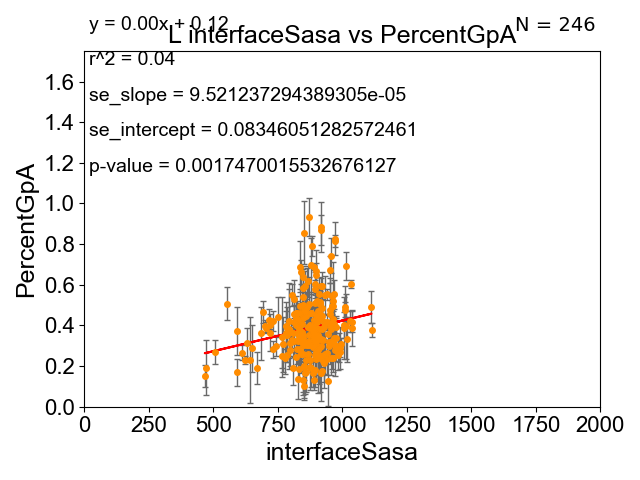 y = 0.00x + 0.12
L interfaceSasa vs PercentGpA
N = 246
r^2 = 0.04
se_slope = 9.521237294389305e-05
se_intercept = 0.08346051282572461
p-value = 0.0017470015532676127
PercentGpA
1.6
1.4
1.2
1.0
0.8
0.6
0.4
0.2
0.0
0 250 500 750 1000 1250 1500 1750 2000
interfaceSasa